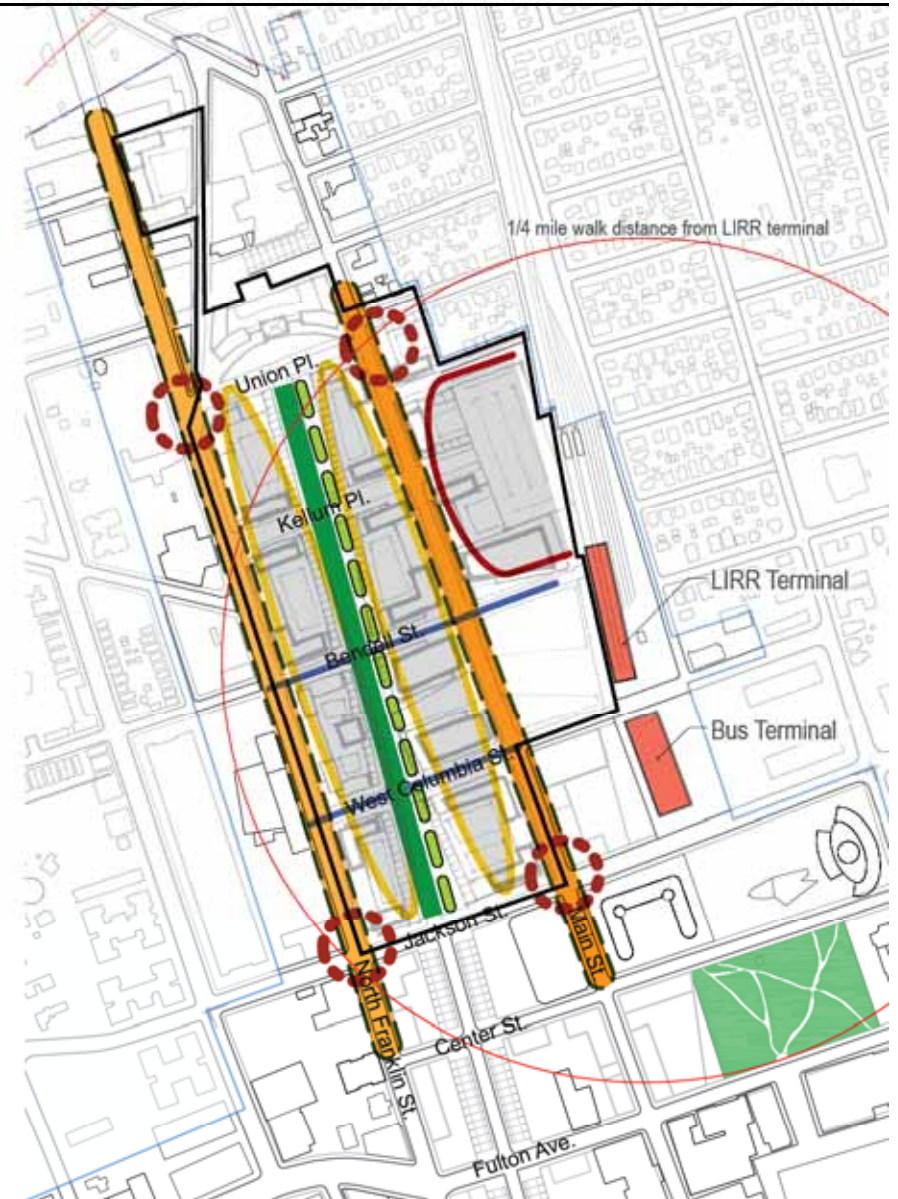 1/4 mile walk distance from LIRR terminal
Union Pl.
Kellum Pl.
LIRR Terminal
Bendell St.
Bus Terminal
West Columbia St.
Jackson St.
Main St.
North Franklin St.
Center St.
Fulton Ave.